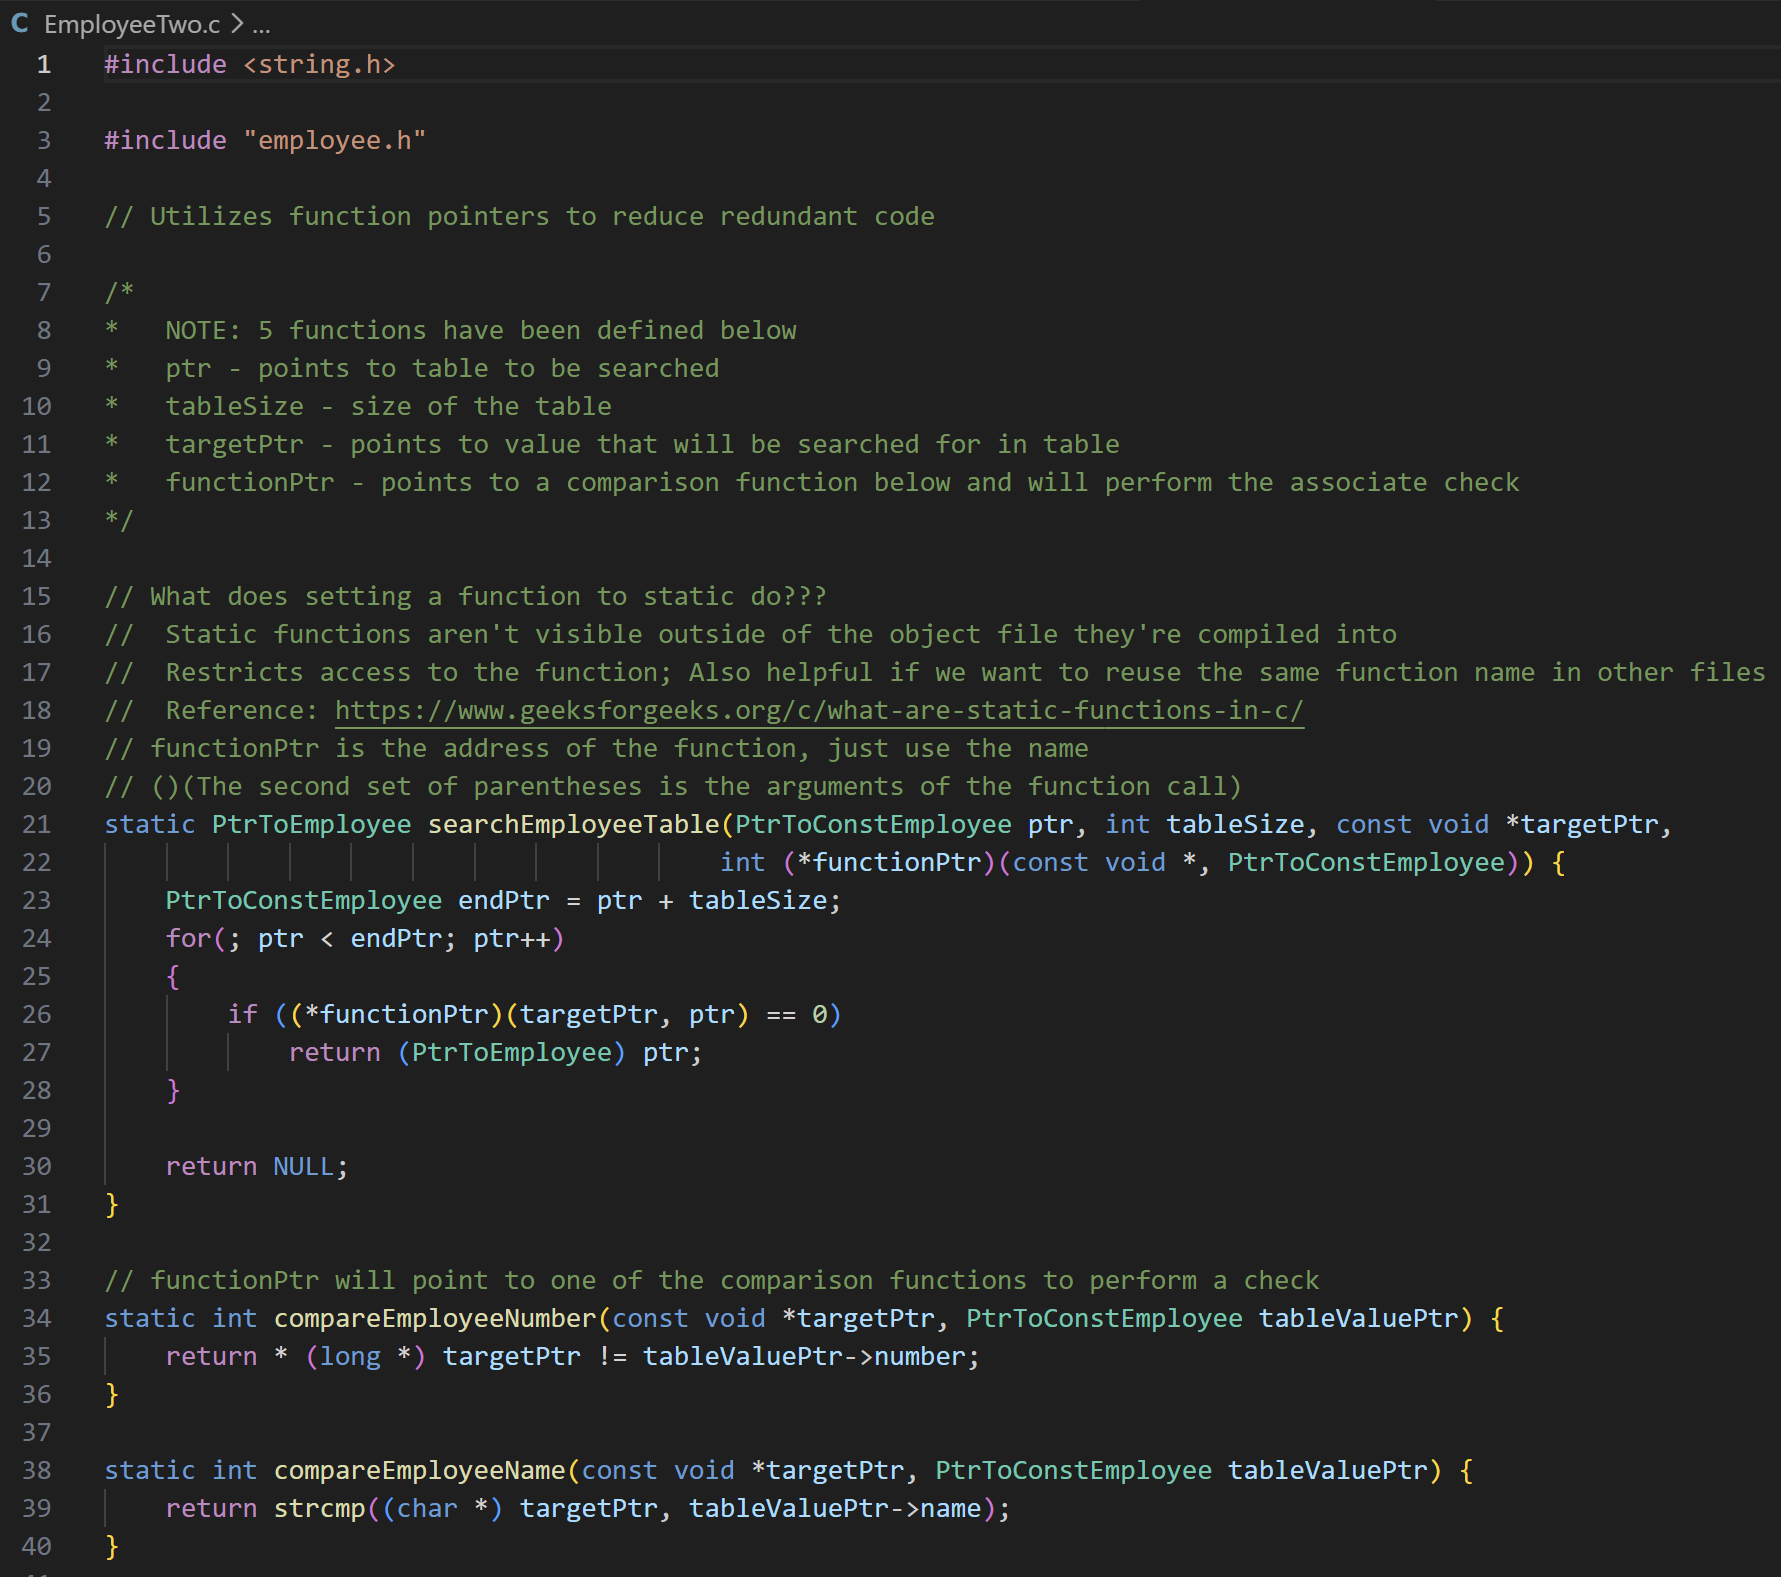 C EmployeeTwo.c > ...
1 #include <string.h>
2
3 #include "employee.h"
4
5 // Utilizes function pointers to reduce redundant code
6
7 /*
8 *   NOTE: 5 functions have been defined below
9 *   ptr - points to table to be searched
10 *   tableSize - size of the table
11 *   targetPtr - points to value that will be searched for in table
12 *   functionPtr - points to a comparison function below and will perform the associate check
13 */
14
15 // What does setting a function to static do???
16 //  Static functions aren't visible outside of the object file they're compiled into
17 //  Restricts access to the function; Also helpful if we want to reuse the same function name in other files
18 //  Reference: https://www.geeksforgeeks.org/c/what-are-static-functions-in-c/
19 // functionPtr is the address of the function, just use the name
20 // ()(The second set of parentheses is the arguments of the function call)
21 static PtrToEmployee searchEmployeeTable(PtrToConstEmployee ptr, int tableSize, const void *targetPtr,
22                                         int (*functionPtr)(const void *, PtrToConstEmployee)) {
23     PtrToConstEmployee endPtr = ptr + tableSize;
24     for(; ptr < endPtr; ptr++)
25     {
26         if ((*functionPtr)(targetPtr, ptr) == 0)
27             return (PtrToEmployee) ptr;
28     }
29
30     return NULL;
31 }
32
33 // functionPtr will point to one of the comparison functions to perform a check
34 static int compareEmployeeNumber(const void *targetPtr, PtrToConstEmployee tableValuePtr) {
35     return * (long *) targetPtr != tableValuePtr->number;
36 }
37
38 static int compareEmployeeName(const void *targetPtr, PtrToConstEmployee tableValuePtr) {
39     return strcmp((char *) targetPtr, tableValuePtr->name);
40 }